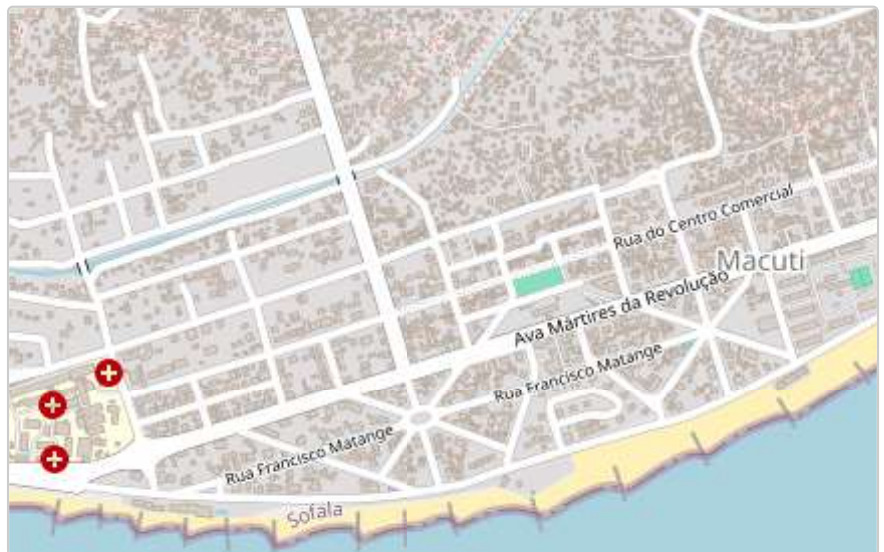 Rua do Centro Comercial
Macuti
Ava Mártires da Revolução
Rua Francisco Matange
Rua Francisco Matange
Sofala